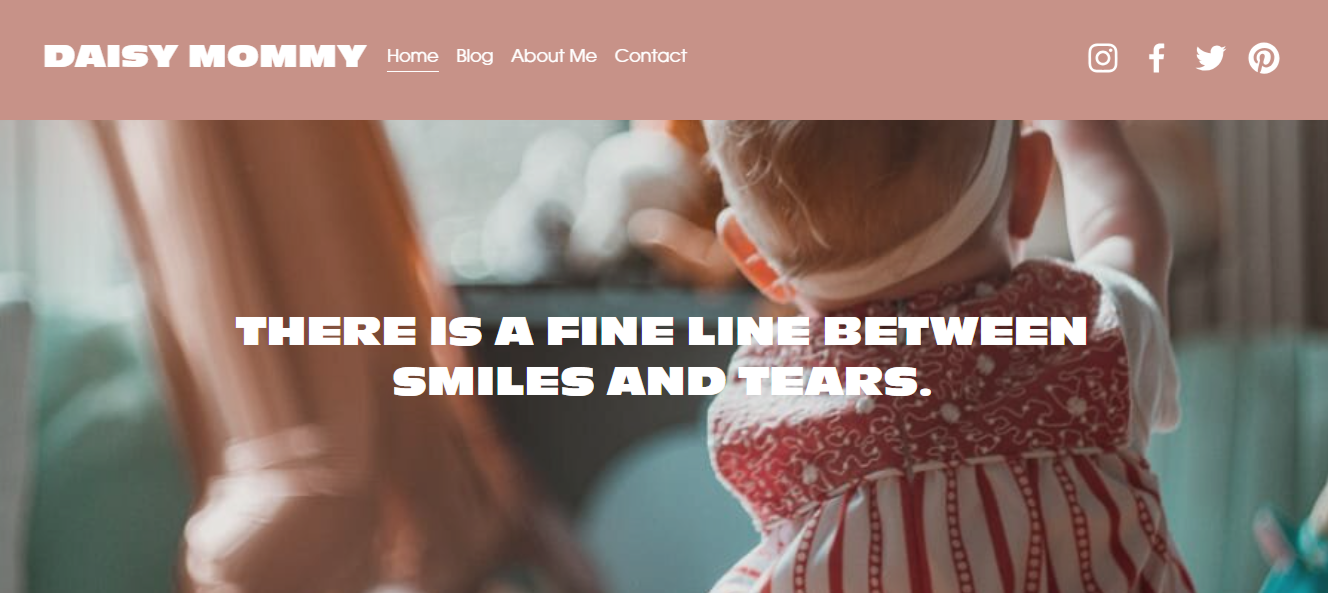 DAISY MOMMY Home Blog About Me Contact
THERE IS A FINE LINE BETWEEN
SMILES AND TEARS.